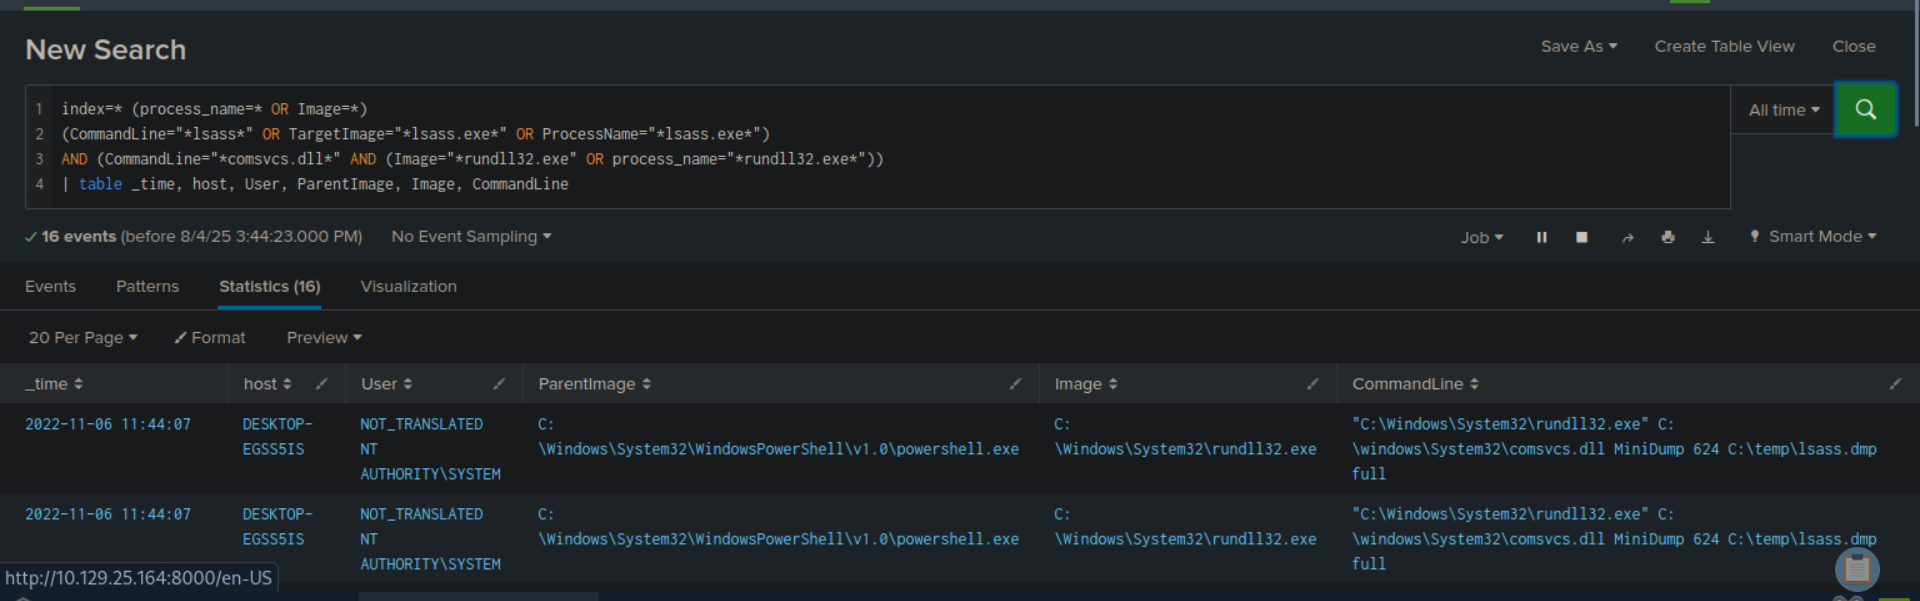 New Search
Save As
Create Table View
Close
1 index=* (process_name=* OR Image=*)
2 (CommandLine="*lsass*" OR TargetImage="*lsass.exe*" OR ProcessName="*lsass.exe*")
3 AND (CommandLine="*comsvcs.dll*" AND (Image="*rundll32.exe" OR process_name="*rundll32.exe*"))
4 | table _time, host, User, ParentImage, Image, CommandLine
All time
16 events (before 8/4/25 3:44:23.000 PM)
No Event Sampling
Job
Smart Mode
Events
Patterns
Statistics (16)
Visualization
20 Per Page
Format
Preview
_time
host
User
ParentImage
Image
CommandLine
2022-11-06 11:44:07
DESKTOP-
EGSS5IS
NOT_TRANSLATED
NT
AUTHORITY\SYSTEM
C:
\Windows\System32\WindowsPowerShell\v1.0\powershell.exe
C:
\Windows\System32\rundll32.exe
"C:\Windows\System32\rundll32.exe" C:
\windows\System32\comsvcs.dll MiniDump 624 C:\temp\lsass.dmp
full
2022-11-06 11:44:07
DESKTOP-
EGSS5IS
NOT_TRANSLATED
NT
AUTHORITY\SYSTEM
C:
\Windows\System32\WindowsPowerShell\v1.0\powershell.exe
C:
\Windows\System32\rundll32.exe
"C:\Windows\System32\rundll32.exe" C:
\windows\System32\comsvcs.dll MiniDump 624 C:\temp\lsass.dmp
full
http://10.129.25.164:8000/en-US